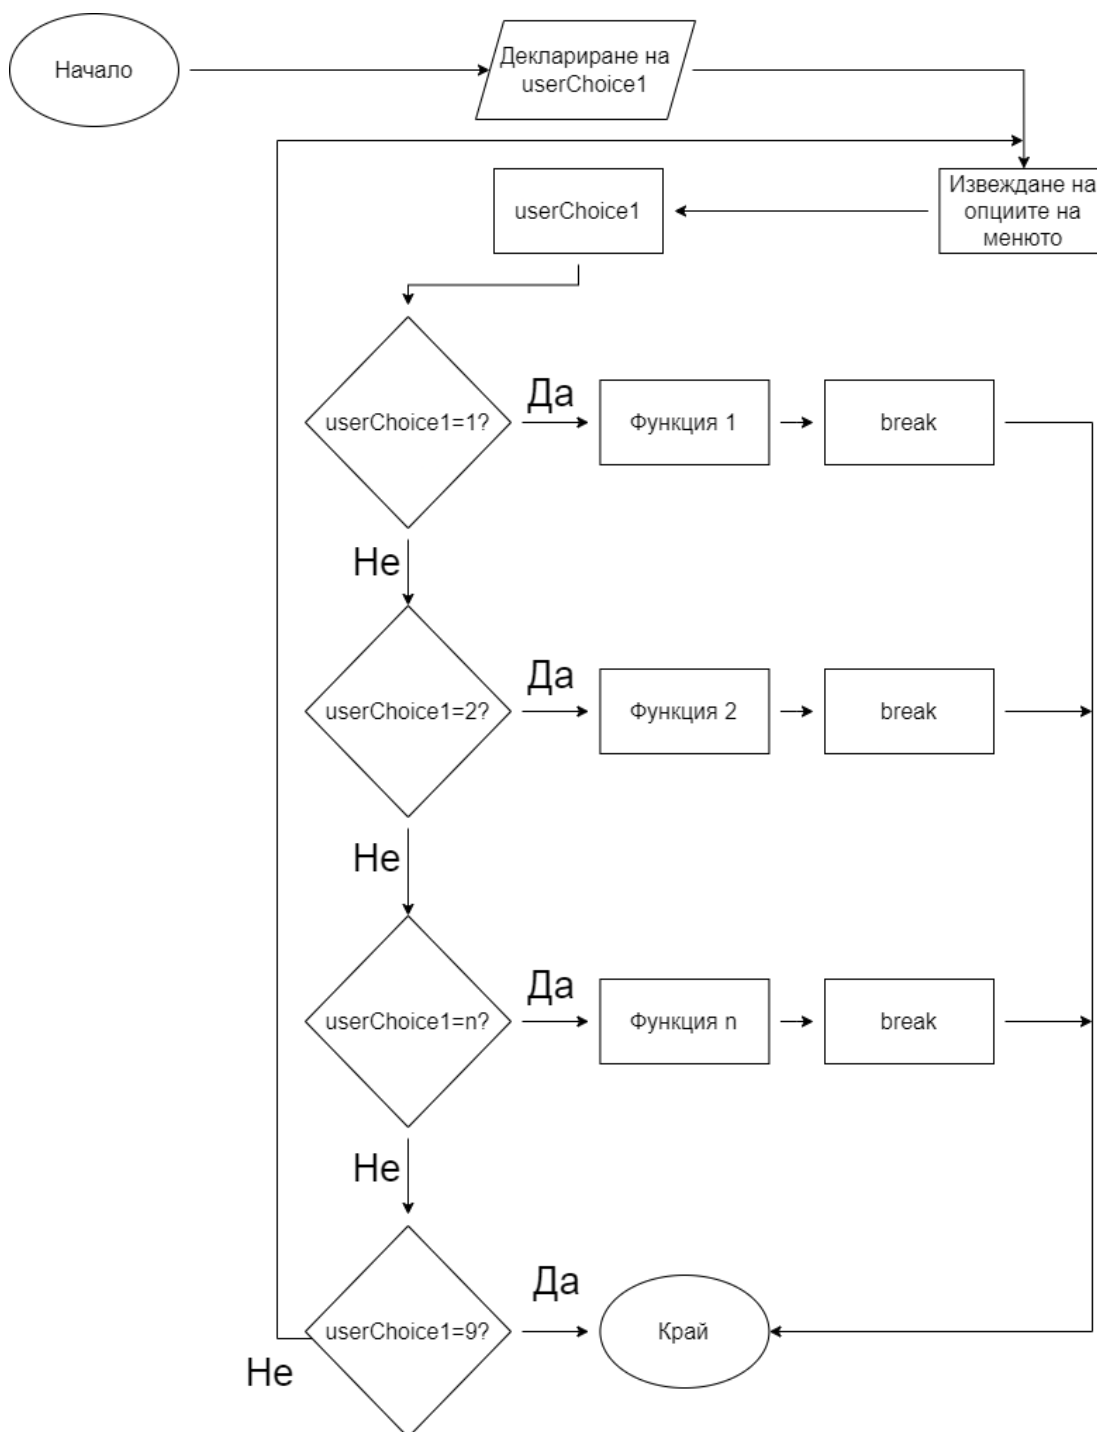 Начало
Деклариране на
userChoice1
Извеждане на
опциите на
менюто
userChoice1
userChoice1=1?
Да
Функция 1
break
Не
userChoice1=2?
Да
Функция 2
break
Не
userChoice1=n?
Да
Функция n
break
Не
userChoice1=9?
Да
Край
Не